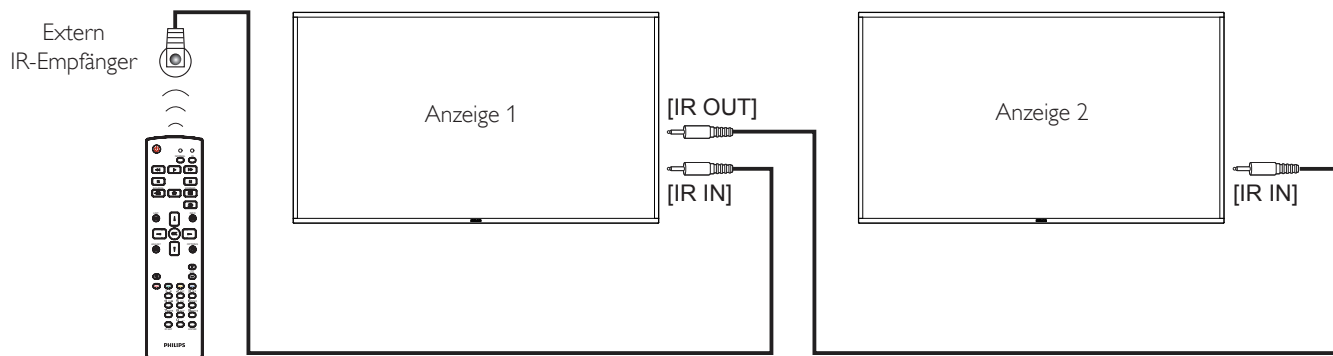 Extern
IR-Empfänger
Anzeige 1
[IR OUT]
[IR IN]
Anzeige 2
[IR IN]
PHILIPS